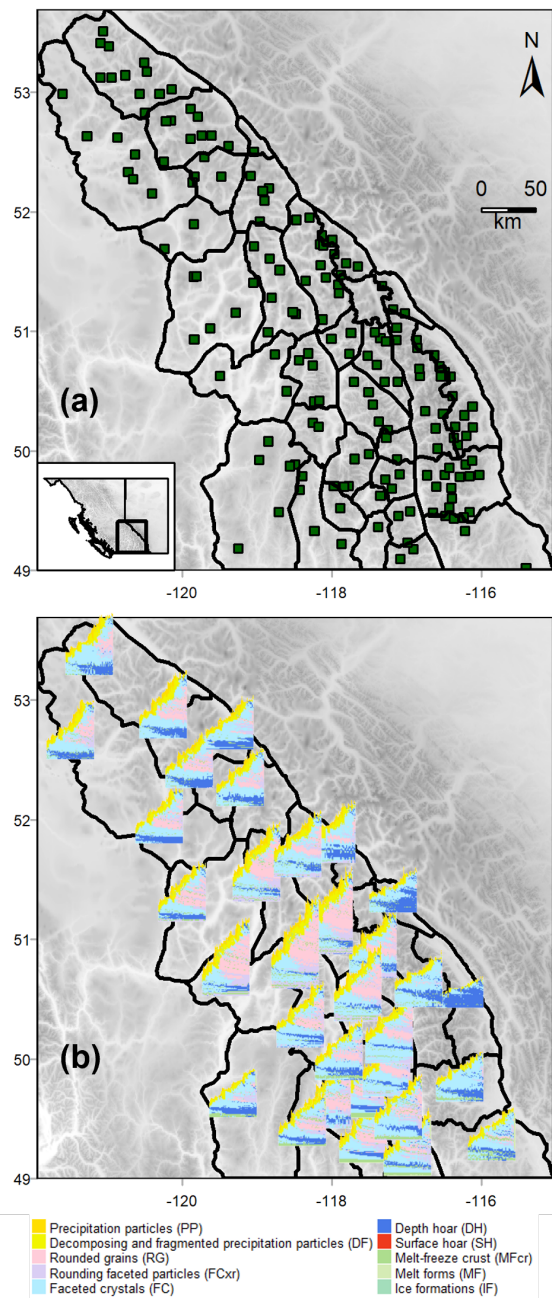 53
52
51
50
49
N
0 50
km
(a)
-120 -118 -116
53
52
51
50
49
(b)
-120 -118 -116
Precipitation particles (PP)
Decomposing and fragmented precipitation particles (DF)
Rounded grains (RG)
Rounding faceted particles (FCxr)
Faceted crystals (FC)
Depth hoar (DH)
Surface hoar (SH)
Melt-freeze crust (MFcr)
Melt forms (MF)
Ice formations (IF)